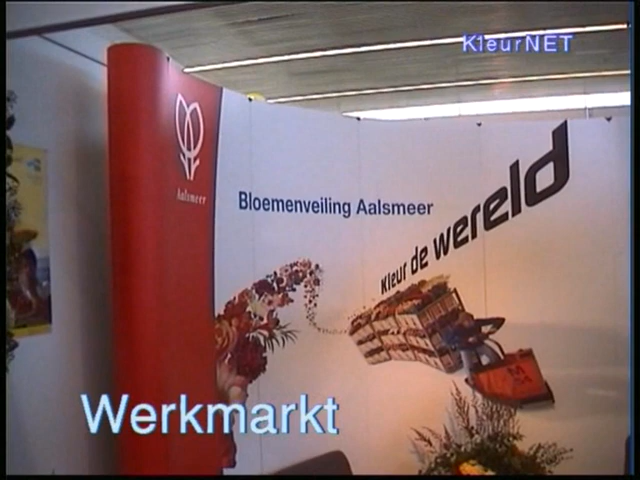 KleurNET
Aalsmeer
Bloemenveiling Aalsmeer
Kleur de wereld
Werkmarkt